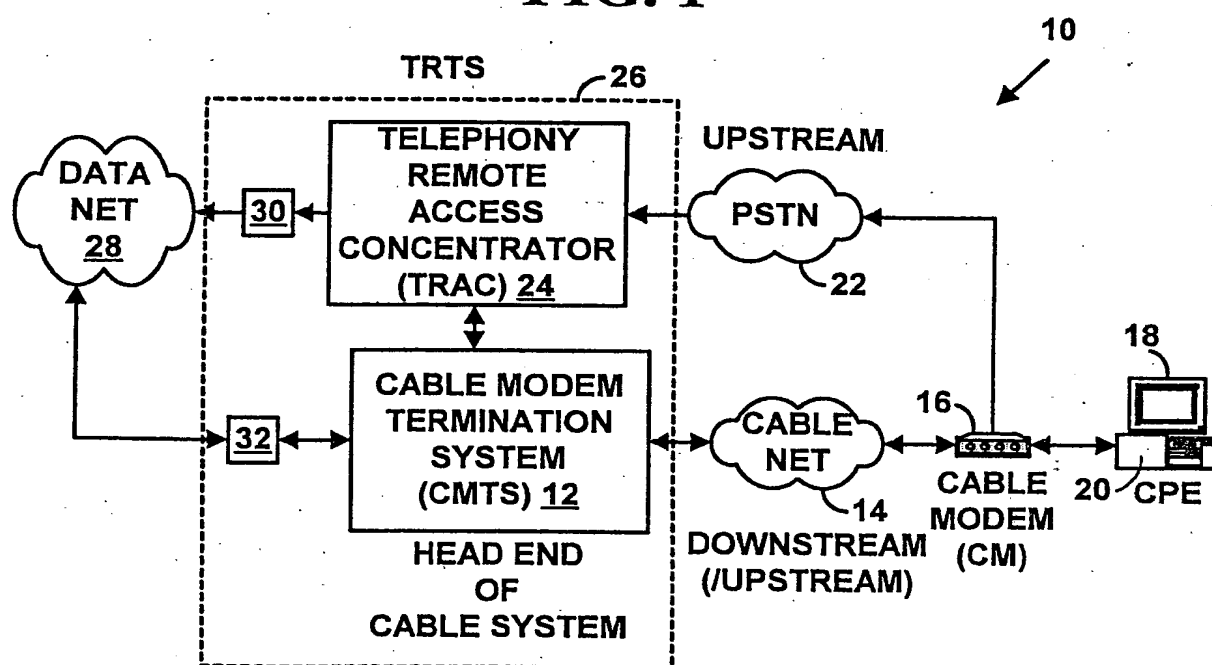 FIG. 1
10
TRTS
26
TELEPHONY
REMOTE
ACCESS
CONCENTRATOR
(TRAC) 24
UPSTREAM
PSTN
22
DATA
NET
28
30
32
CABLE MODEM
TERMINATION
SYSTEM
(CMTS) 12
HEAD END
OF
CABLE SYSTEM
CABLE
NET
14
DOWNSTREAM
(/UPSTREAM)
16
CABLE
MODEM
(CM)
18
20
CPE